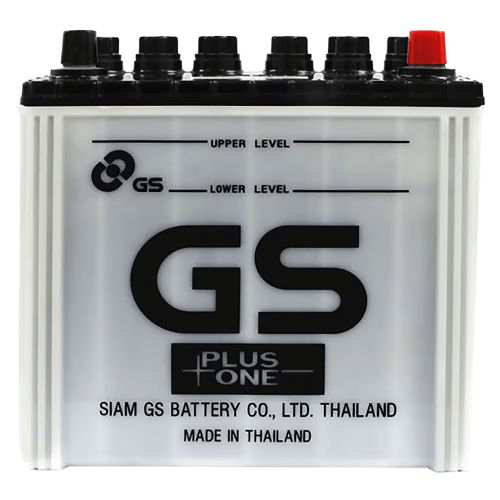 UPPER LEVEL
GS
LOWER LEVEL
GS
PLUS
ONE
SIAM GS BATTERY CO., LTD. THAILAND
MADE IN THAILAND